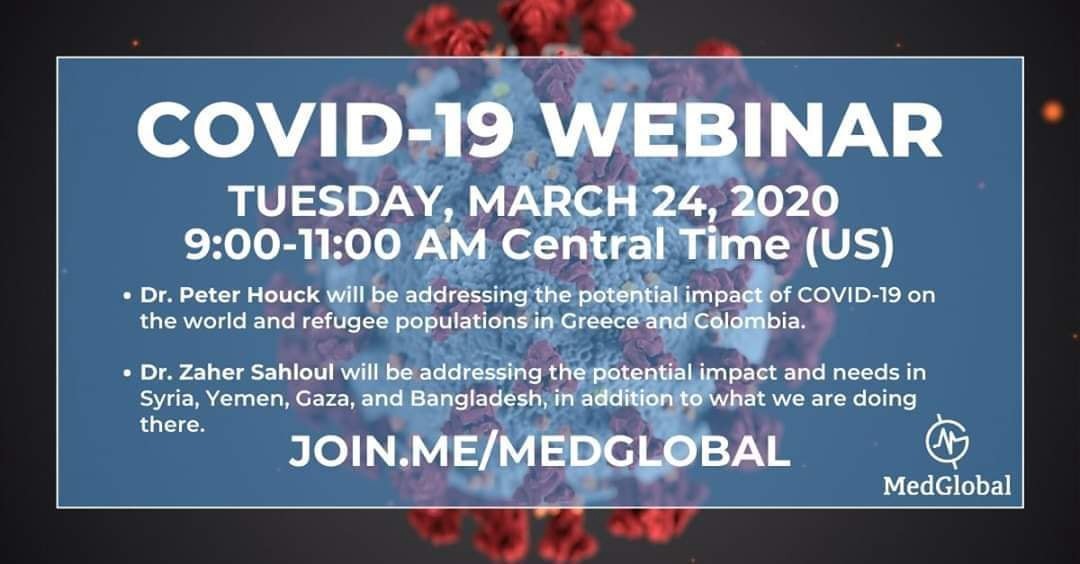 COVID-19 WEBINAR
TUESDAY, MARCH 24, 2020
9:00-11:00 AM Central Time (US)
• Dr. Peter Houck will be addressing the potential impact of COVID-19 on
the world and refugee populations in Greece and Colombia.
• Dr. Zaher Sahloul will be addressing the potential impact and needs in
Syria, Yemen, Gaza, and Bangladesh, in addition to what we are doing
there.
JOIN.ME/MEDGLOBAL
MedGlobal